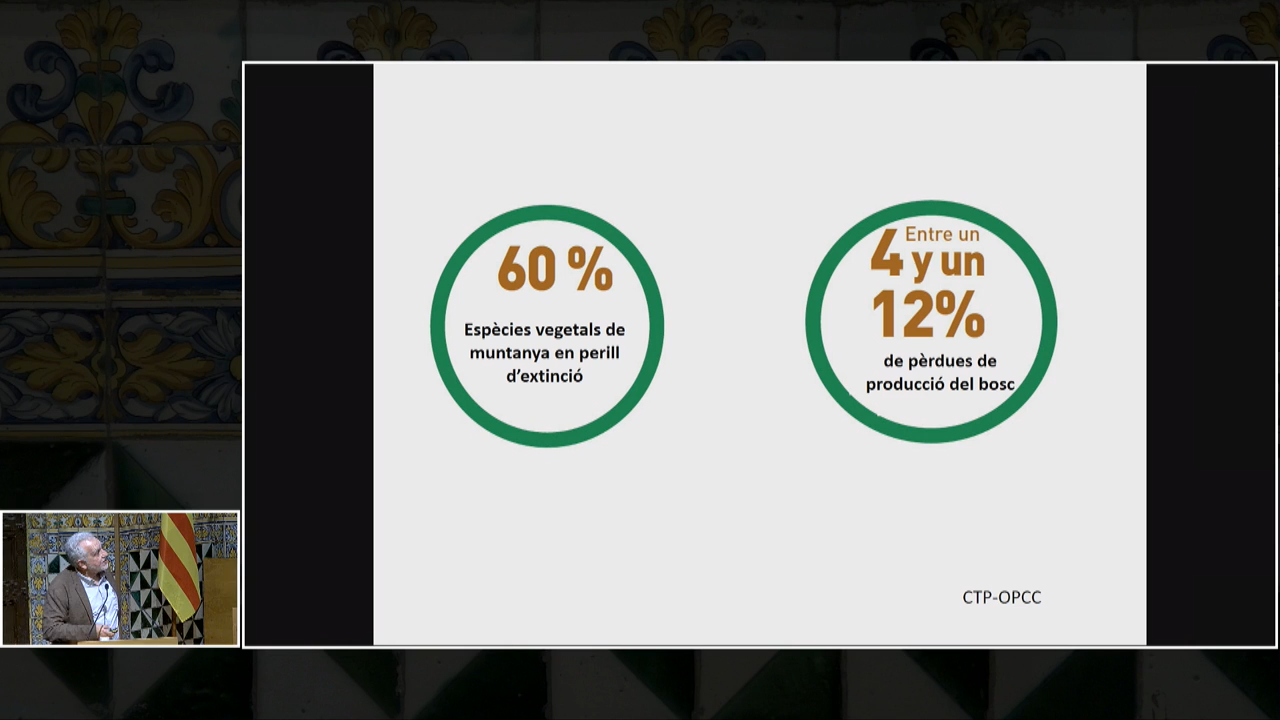 60 %
Espècies vegetals de
muntanya en perill
d’extinció
Entre un
4 y un
12%
de pèrdues de
producció del bosc
CTP-OPCC